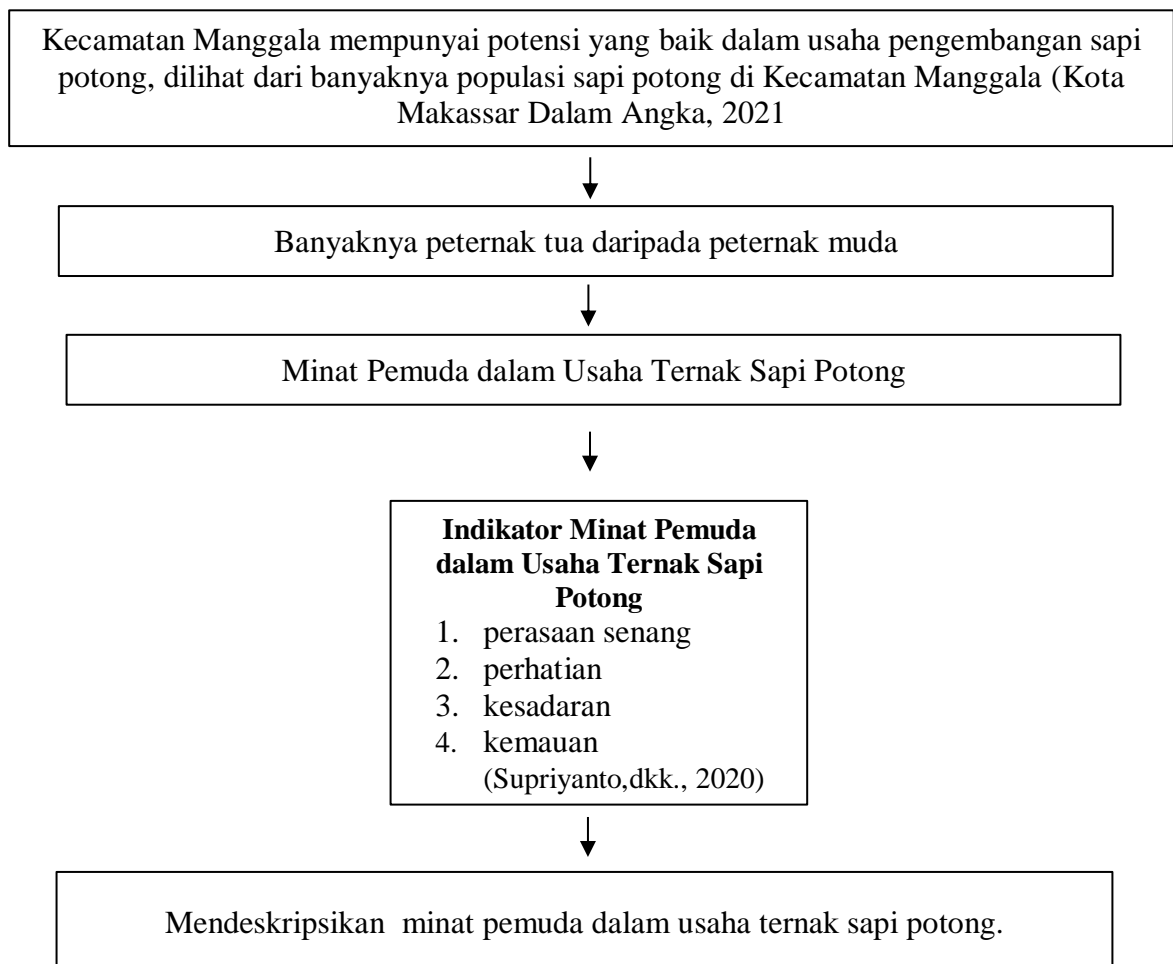 Kecamatan Manggala mempunyai potensi yang baik dalam usaha pengembangan sapi
potong, dilihat dari banyaknya populasi sapi potong di Kecamatan Manggala (Kota
Makassar Dalam Angka, 2021
Banyaknya peternak tua daripada peternak muda
Minat Pemuda dalam Usaha Ternak Sapi Potong
Indikator Minat Pemuda
dalam Usaha Ternak Sapi
Potong
1. perasaan senang
2. perhatian
3. kesadaran
4. kemauan
(Supriyanto,dkk., 2020)
Mendeskripsikan minat pemuda dalam usaha ternak sapi potong.